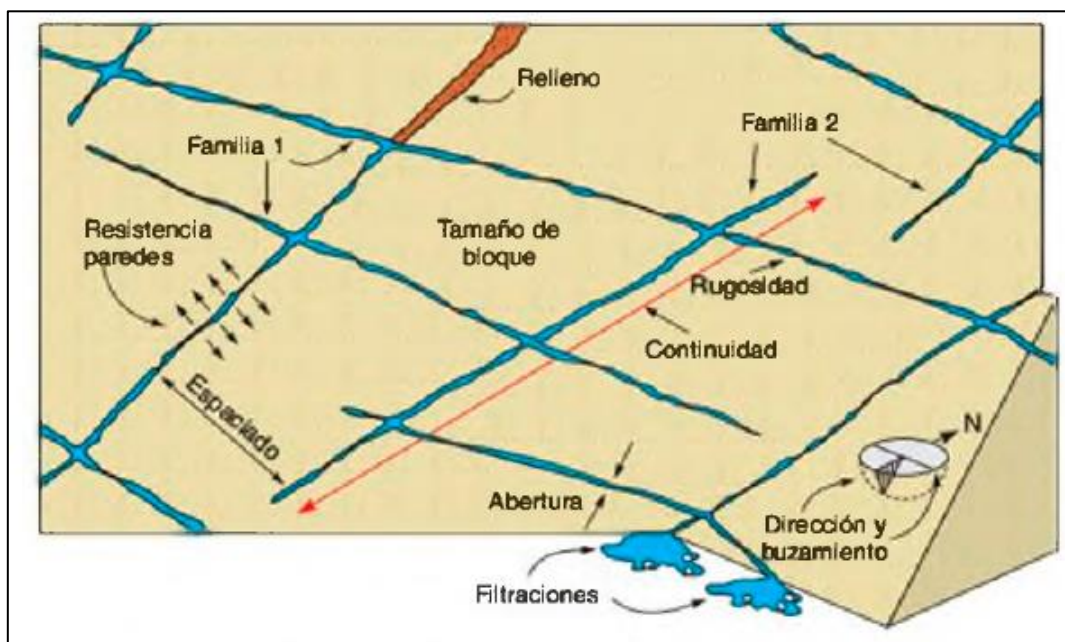 Relleno
Familia 1
Familia 2
Resistencia
paredes
Tamaño de
bloque
Rugosidad
Continuidad
Espaciado
N
Abertura
Dirección y
buzamiento
Filtraciones